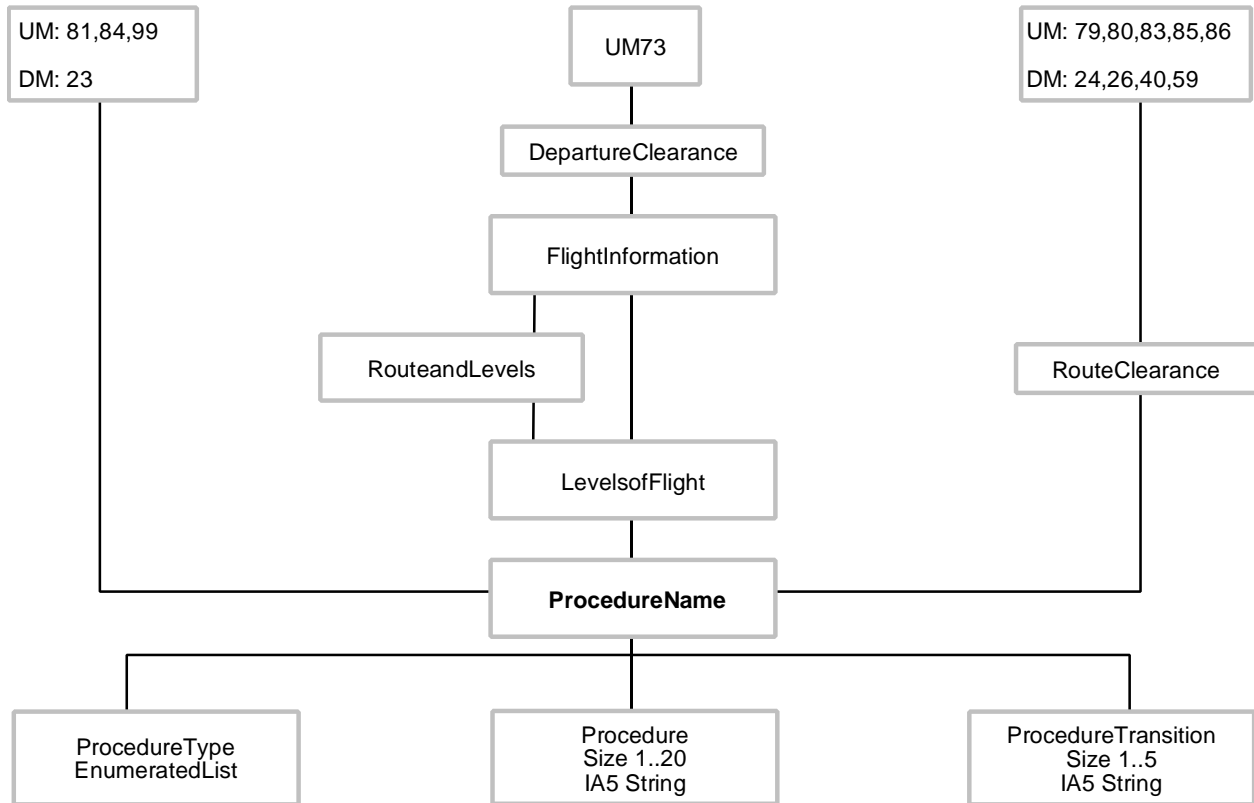 UM: 81,84,99
DM: 23
UM73
UM: 79,80,83,85,86
DM: 24,26,40,59
DepartureClearance
FlightInformation
RouteandLevels
RouteClearance
LevelsofFlight
ProcedureName
ProcedureType
EnumeratedList
Procedure
Size 1..20
IA5 String
ProcedureTransition
Size 1..5
IA5 String